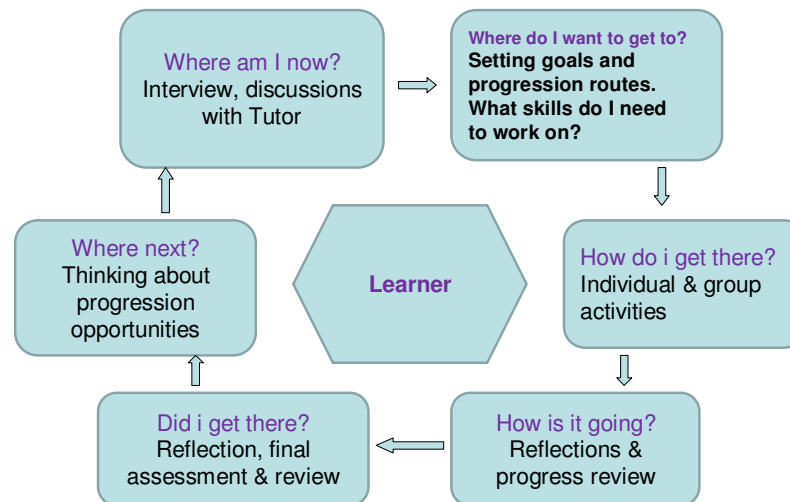 Where am I now?
Interview, discussions
with Tutor
Where do I want to get to?
Setting goals and
progression routes.
What skills do I need
to work on?
How do i get there?
Individual & group
activities
How is it going?
Reflections &
progress review
Did i get there?
Reflection, final
assessment & review
Where next?
Thinking about
progression
opportunities
Learner